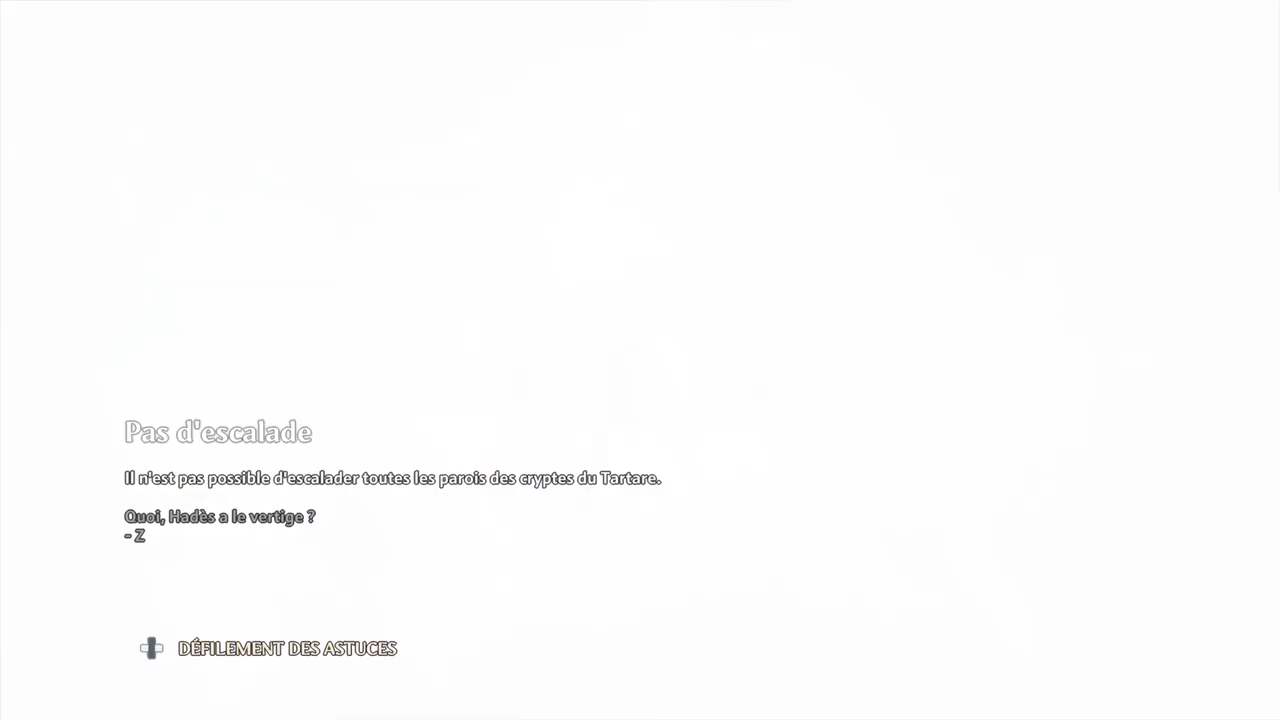 Pas d'escalade
Il n'est pas possible d'escalader toutes les parois des cryptes du Tartare.
Quoi, Hadès a le vertige ?
- Z
DÉFILEMENT DES ASTUCES